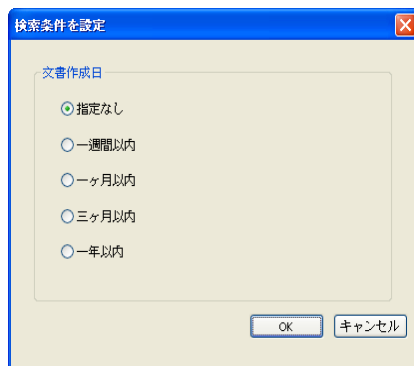 検索条件を設定
文書作成日
指定なし
一週間以内
一ヶ月以内
三ヶ月以内
一年以内
OK
キャンセル